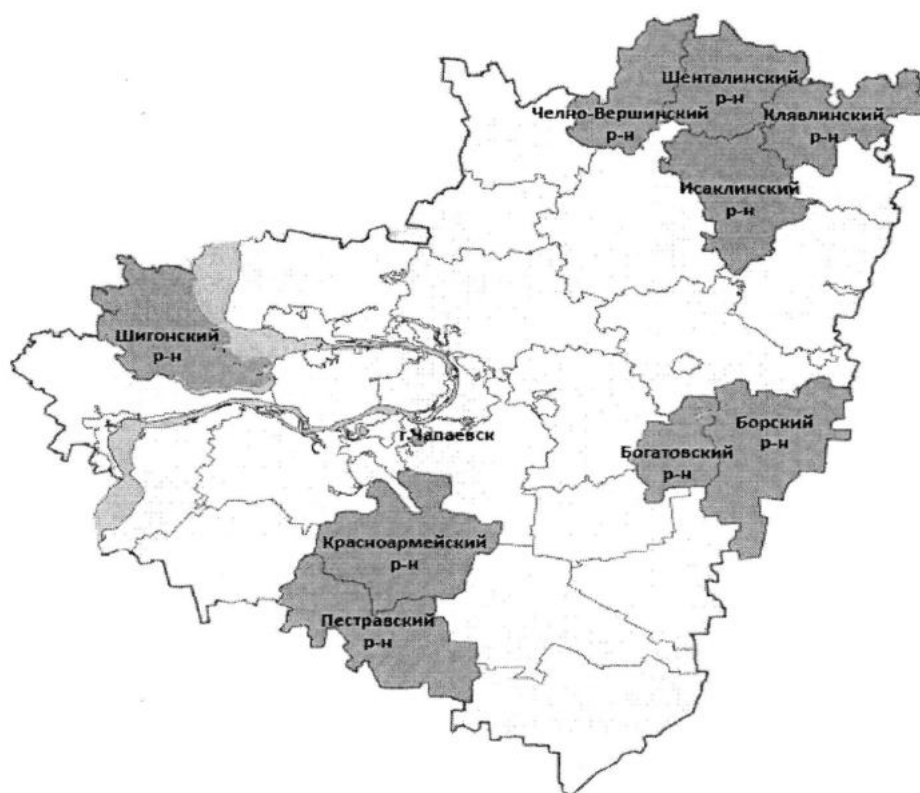 Шенталинский
р-н
Челно-Вершинский
р-н
Клявлинский
р-н
Исаклинский
р-н
Шигонский
р-н
г.Чапаевск
Борский
р-н
Богатовский
р-н
Красноармейский
р-н
Пестравский
р-н